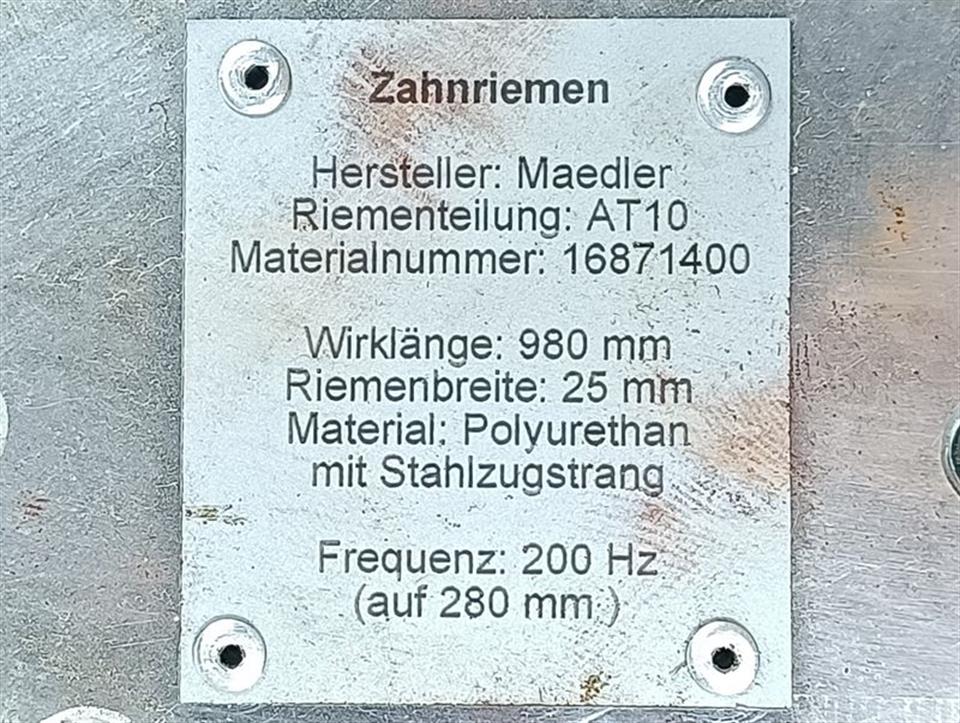 Zahnriemen
Hersteller: Maedler
Riementeilung: AT10
Materialnummer: 16871400
Wirklänge: 980 mm
Riemenbreite: 25 mm
Material: Polyurethan
mit Stahlzugstrang
Frequenz: 200 Hz
(auf 280 mm )